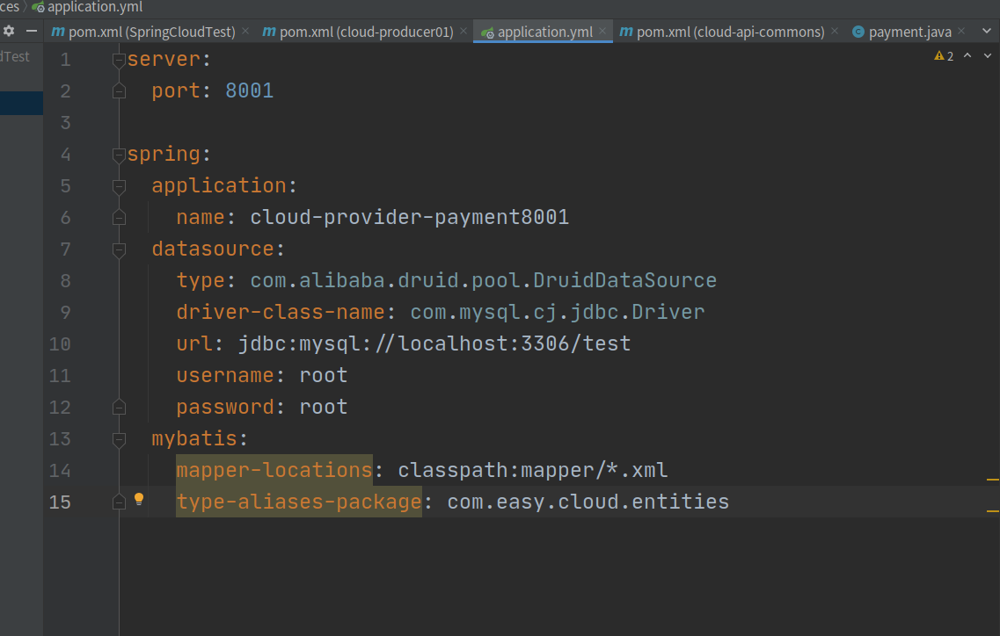 ces application.yml
pom.xml (SpringCloudTest) pom.xml (cloud-producer01) application.yml pom.xml (cloud-api-commons) payment.java
dTest
2
1 server:
2   port: 8001
3
4 spring:
5   application:
6     name: cloud-provider-payment8001
7   datasource:
8     type: com.alibaba.druid.pool.DruidDataSource
9     driver-class-name: com.mysql.cj.jdbc.Driver
10     url: jdbc:mysql://localhost:3306/test
11     username: root
12     password: root
13   mybatis:
14     mapper-locations: classpath:mapper/*.xml
15     type-aliases-package: com.easy.cloud.entities